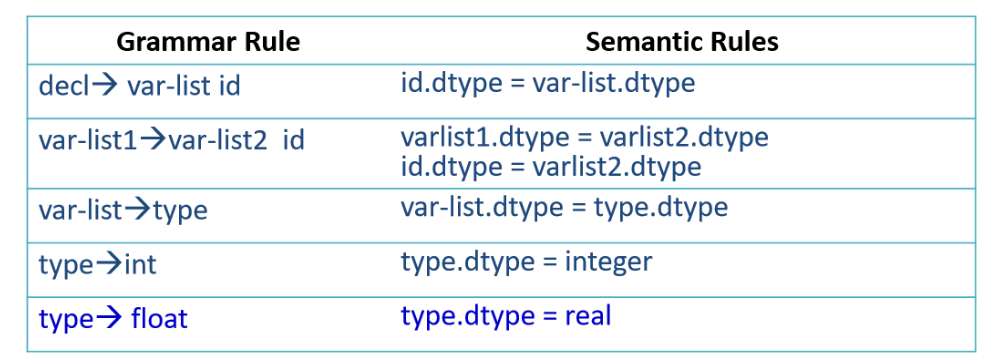 Grammar Rule Semantic Rules
decl→ var-list id id.dtype = var-list.dtype
var-list1→var-list2 id varlist1.dtype = varlist2.dtype
id.dtype = varlist2.dtype
var-list→type var-list.dtype = type.dtype
type→int type.dtype = integer
type→ float type.dtype = real